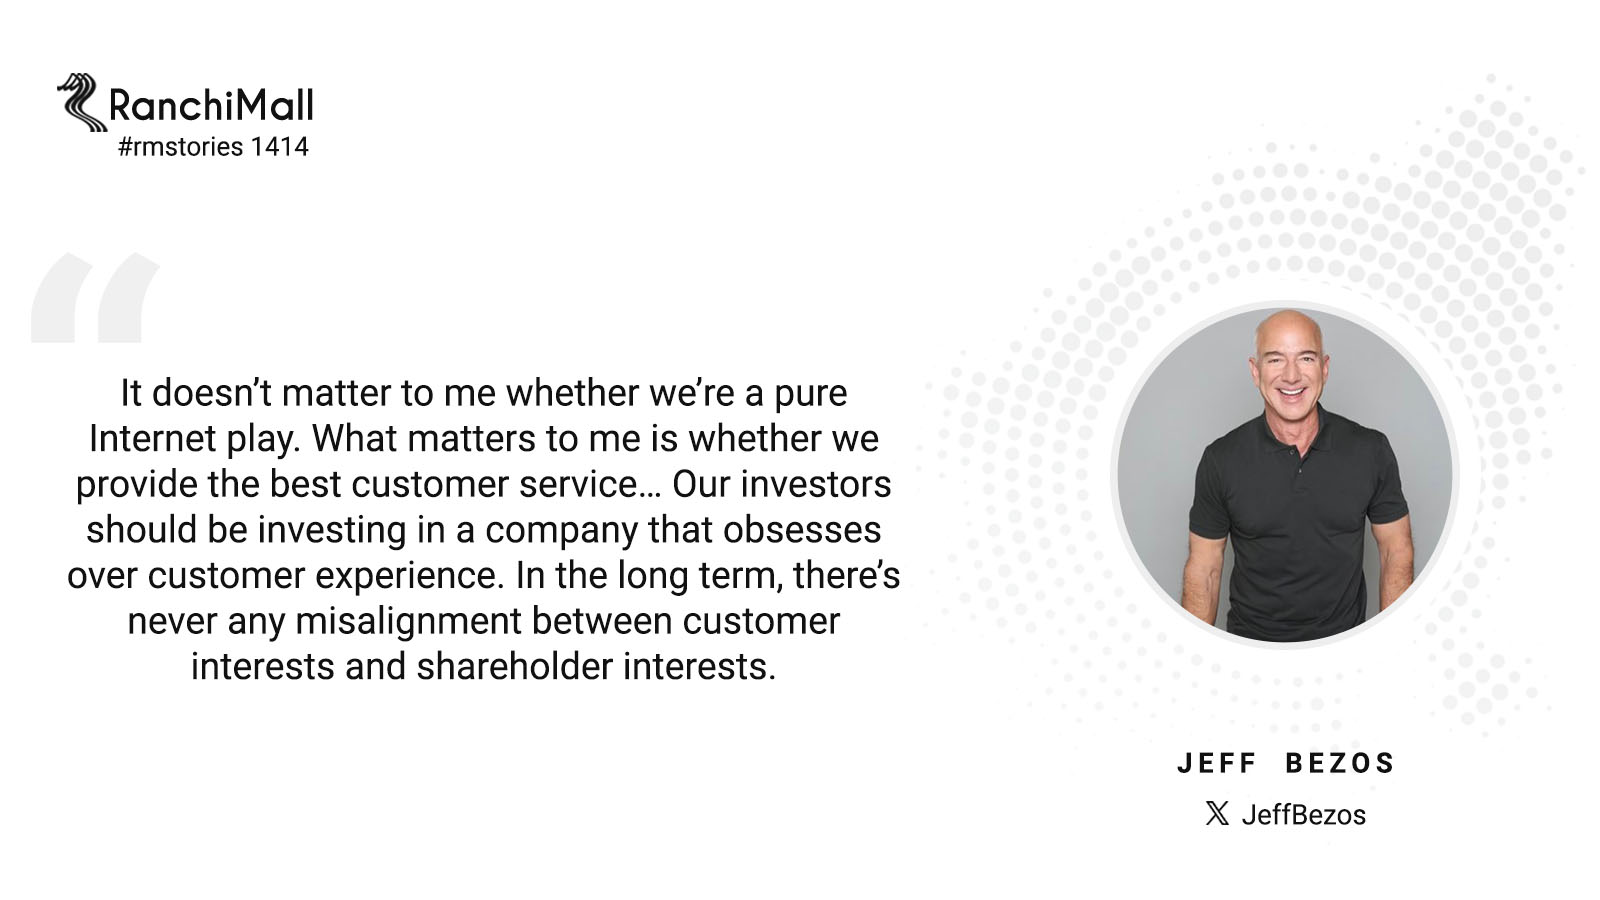 RanchiMall
#rmstories 1414
“
It doesn’t matter to me whether we’re a pure
Internet play. What matters to me is whether we
provide the best customer service... Our investors
should be investing in a company that obsesses
over customer experience. In the long term, there’s
never any misalignment between customer
interests and shareholder interests.
JEFF BEZOS
𝕏 JeffBezos